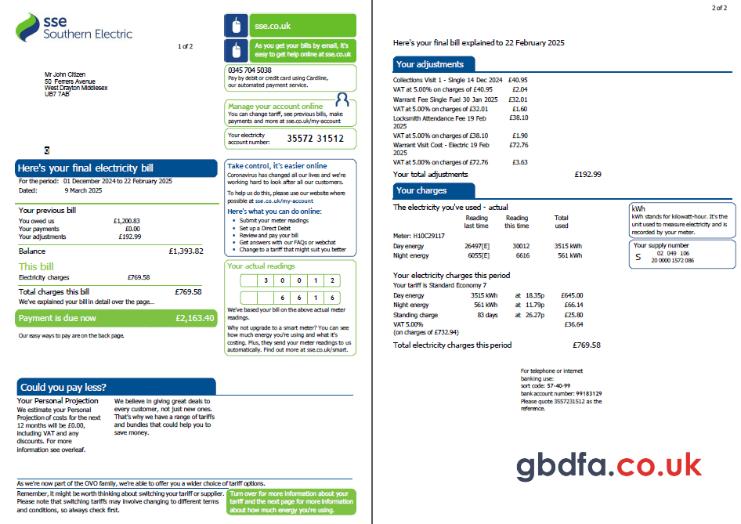 sse
Southern Electric
1 of 2
Mr John Citizen
50 Ferrers Avenue
West Drayton Middlesex
UB7 7AB
sse.co.uk
As you get your bills by email, it's
easy to get help online at sse.co.uk
0345 704 5038
Pay by debit or credit card using Cardline,
our automated payment service.
Manage your account online
You can change tariff, see previous bills, make
payments and more at sse.co.uk/my-account
Your electricity
account number: 35572 31512
Here's your final electricity bill
For the period: 01 December 2024 to 22 February 2025
Dated: 9 March 2025
Your previous bill
You owed us £1,200.83
Your payments £0.00
Your adjustments £192.99
Balance £1,393.82
This bill
Electricity charges £769.58
Total charges this bill £769.58
We've explained your bill in detail over the page...
Payment is due now £2,163.40
Our easy ways to pay are on the back page.
Take control, it's easier online
Coronavirus has changed all our lives and we're
working hard to look after all our customers.
To help us do this, please use our website where
possible at sse.co.uk/my-account
Here's what you can do online:
• Submit your meter readings
• Set up a Direct Debit
• Review and pay your bill
• Get answers with our FAQs or webchat
• Change to a tariff that might suit you better
Your actual readings
3 0 0 1 2
6 6 1 6
We've based your bill on the above actual meter
readings.
Why not upgrade to a smart meter? You can see
how much energy you're using and what it's
costing. Plus, they send your meter readings to us
automatically. Find out more at sse.co.uk/smart.
Could you pay less?
Your Personal Projection
We estimate your Personal
Projection of costs for the next
12 months will be £0.00,
including VAT and any
discounts. For more
information see overleaf.
We believe in giving great deals to
every customer, not just new ones.
That's why we have a range of tariffs
and bundles that could help you to
save money.
As we're now part of the OVO family, we're able to offer you a wider choice of tariff options.
Remember, it might be worth thinking about switching your tariff or supplier.
Please note that switching tariffs may involve changing to different terms
and conditions, so always check first.
Turn over for more information about your
tariff and the next page for more information
about how much energy you're using.
2 of 2
Here's your final bill explained to 22 February 2025
Your adjustments
Collections Visit 1 - Single 14 Dec 2024 £40.95
VAT at 5.00% on charges of £40.95 £2.04
Warrant Fee Single Fuel 30 Jan 2025 £32.01
VAT at 5.00% on charges of £32.01 £1.60
Locksmith Attendance Fee 19 Feb £38.10
2025
VAT at 5.00% on charges of £38.10 £1.90
Warrant Visit Cost - Electric 19 Feb £72.76
2025
VAT at 5.00% on charges of £72.76 £3.63
Your total adjustments £192.99
Your charges
The electricity you've used - actual
Reading Reading Total
last time this time used
Meter: H10C29117
Day energy 26497(E) 30012 3515 kWh
Night energy 6055(E) 6616 561 kWh
Your electricity charges this period
Your tariff is Standard Economy 7
Day energy 3515 kWh at 18.35p £645.00
Night energy 561 kWh at 11.79p £66.14
Standing charge 83 days at 26.27p £25.80
VAT 5.00% £36.64
(on charges of £732.94)
Total electricity charges this period £769.58
kWh
kWh stands for kilowatt-hour. It's the
unit used to measure electricity and is
recorded by your meter.
Your supply number
S 02 049 106
20 0000 1572 086
For telephone or internet
banking use:
sort code: 57-40-99
bank account number: 99183129
Please quote 3557231512 as the
reference.
gbdfa.co.uk